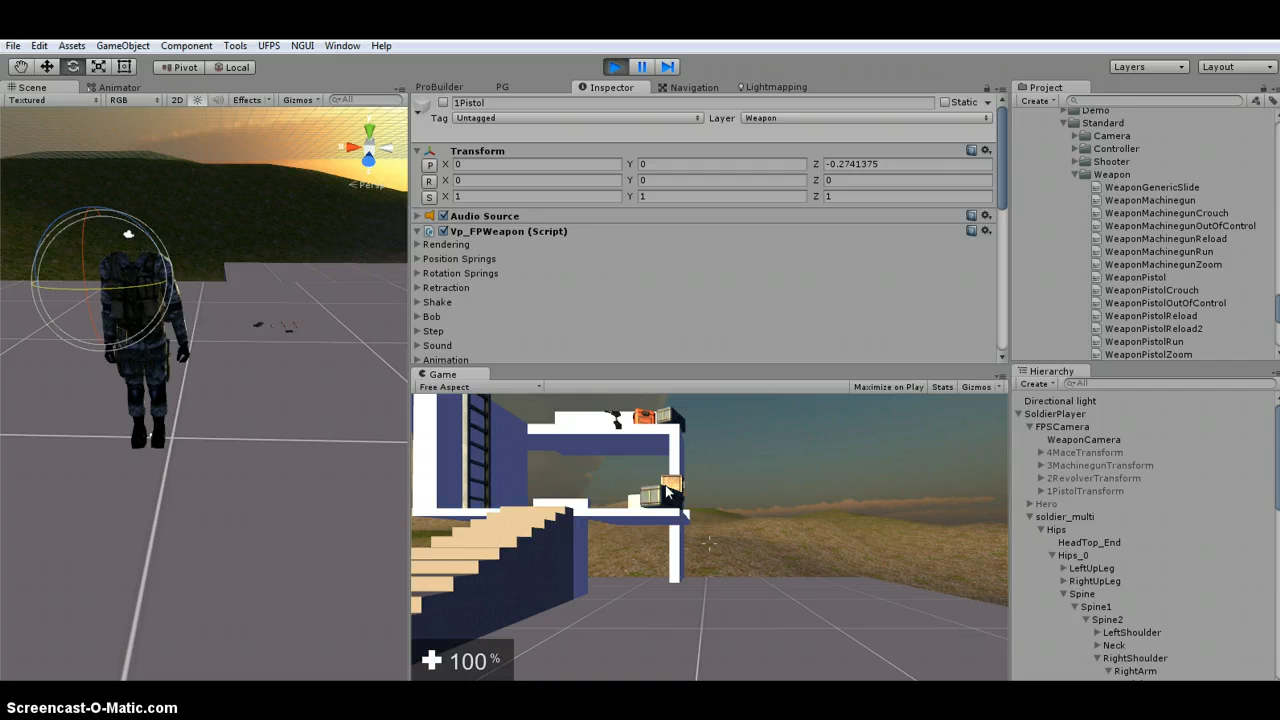 File Edit Assets GameObject Component Tools UFPS NGUI Window Help
Pivot Local Layers Layout
Scene Animator
Textured RGB 2D Effects Gizmos All
ProBuilder PG Inspector Navigation Lightmapping
1Pistol Static
Tag Untagged Layer Weapon
Transform
P X 0 Y 0 Z -0.2741375
R X 0 Y 0 Z 0
S X 1 Y 1 Z 1
Audio Source
Vp_FPWeapon (Script)
Rendering
Position Springs
Rotation Springs
Retraction
Shake
Bob
Step
Sound
Animation
Persp
Game
Free Aspect Maximize on Play Stats Gizmos
100%
Project
Create
Demo
Standard
Camera
Controller
Shooter
Weapon
WeaponGenericSlide
WeaponMachinegun
WeaponMachinegunCrouch
WeaponMachinegunOutOfControl
WeaponMachinegunReload
WeaponMachinegunRun
WeaponMachinegunZoom
WeaponPistol
WeaponPistolCrouch
WeaponPistolOutOfControl
WeaponPistolReload
WeaponPistolReload2
WeaponPistolRun
WeaponPistolZoom
Hierarchy
Create All
Directional light
SoldierPlayer
FPSCamera
WeaponCamera
4MaceTransform
3MachinegunTransform
2RevolverTransform
1PistolTransform
Hero
soldier_multi
Hips
HeadTop_End
Hips_0
LeftUpLeg
RightUpLeg
Spine
Spine1
Spine2
LeftShoulder
Neck
RightShoulder
RightArm
Screencast-O-Matic.com